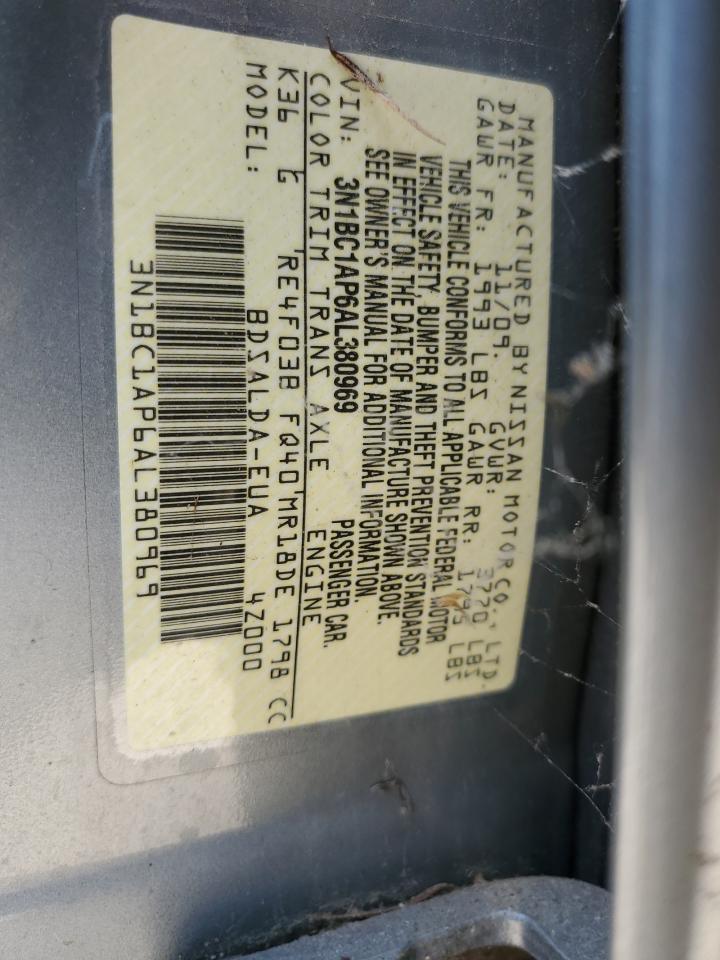 MANUFACTURED BY NISSAN MOTOR CO., LTD.
DATE: 11/09. GVWR: 3770 LBS
GAWR FR: 1993 LBS GAWR RR: 1795 LBS
THIS VEHICLE CONFORMS TO ALL APPLICABLE FEDERAL MOTOR
VEHICLE SAFETY, BUMPER AND THEFT PREVENTION STANDARDS
IN EFFECT ON THE DATE OF MANUFACTURE SHOWN ABOVE.
SEE OWNER'S MANUAL FOR ADDITIONAL INFORMATION.
VIN: 3N1BC1AP6AL380969 PASSENGER CAR.
COLOR TRIM TRANS AXLE ENGINE
K36 G 'RE4F03B FQ40'MR18DE 1798 CC
MODEL: BDSALDA-EUA 4Z000
3N1BC1AP6AL380969